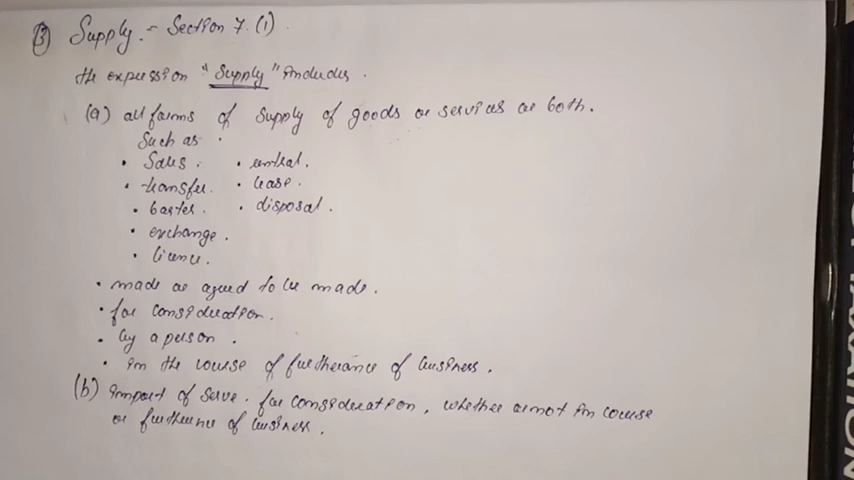 (3) Supply :- Section 7.(1)
the expression "Supply" includes.
(a) all forms of Supply of goods or services or both.
Such as
• Sales. • rental.
• transfer. • lease.
• barter. • disposal.
• exchange.
• licence.
• made or agreed to be made.
• for consideration.
• by a person.
• in the course of furtherance of business.
(b) import of serve. for consideration, whether or not in course
or furthernce of business.
TAXATION